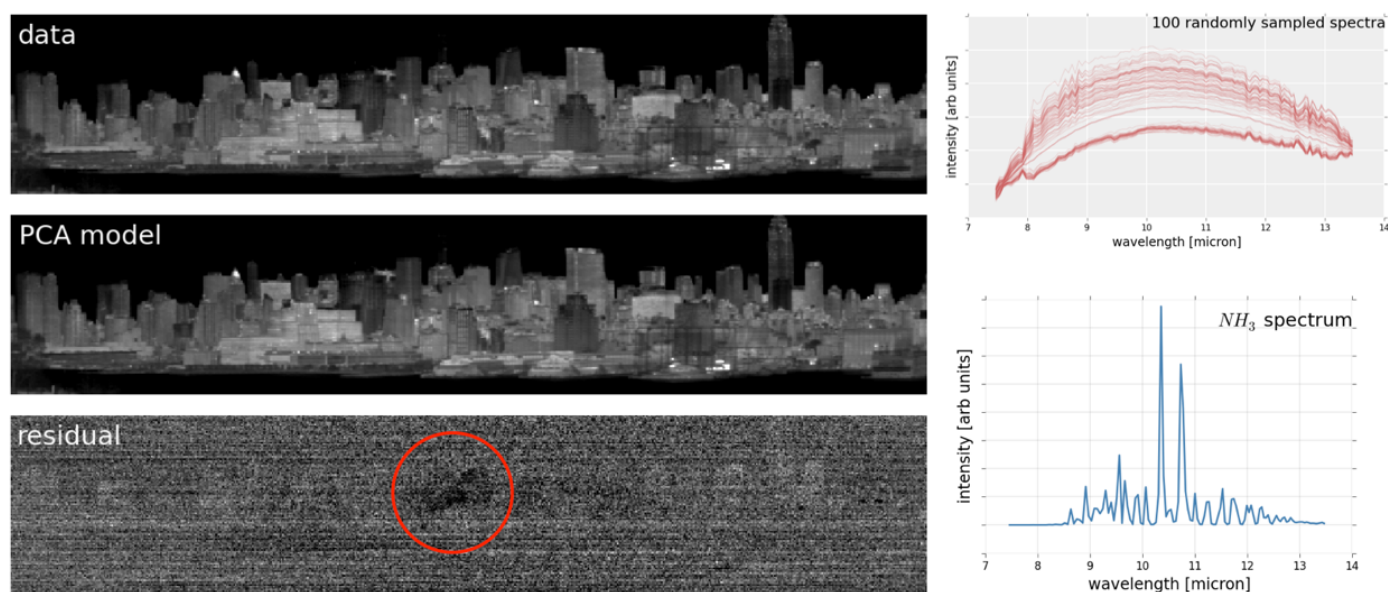 data
PCA model
residual
100 randomly sampled spectra
intensity [arb units]
7 8 9 10 11 12 13 14
wavelength [micron]
NH₃ spectrum
intensity [arb units]
7 8 9 10 11 12 13 14
wavelength [micron]